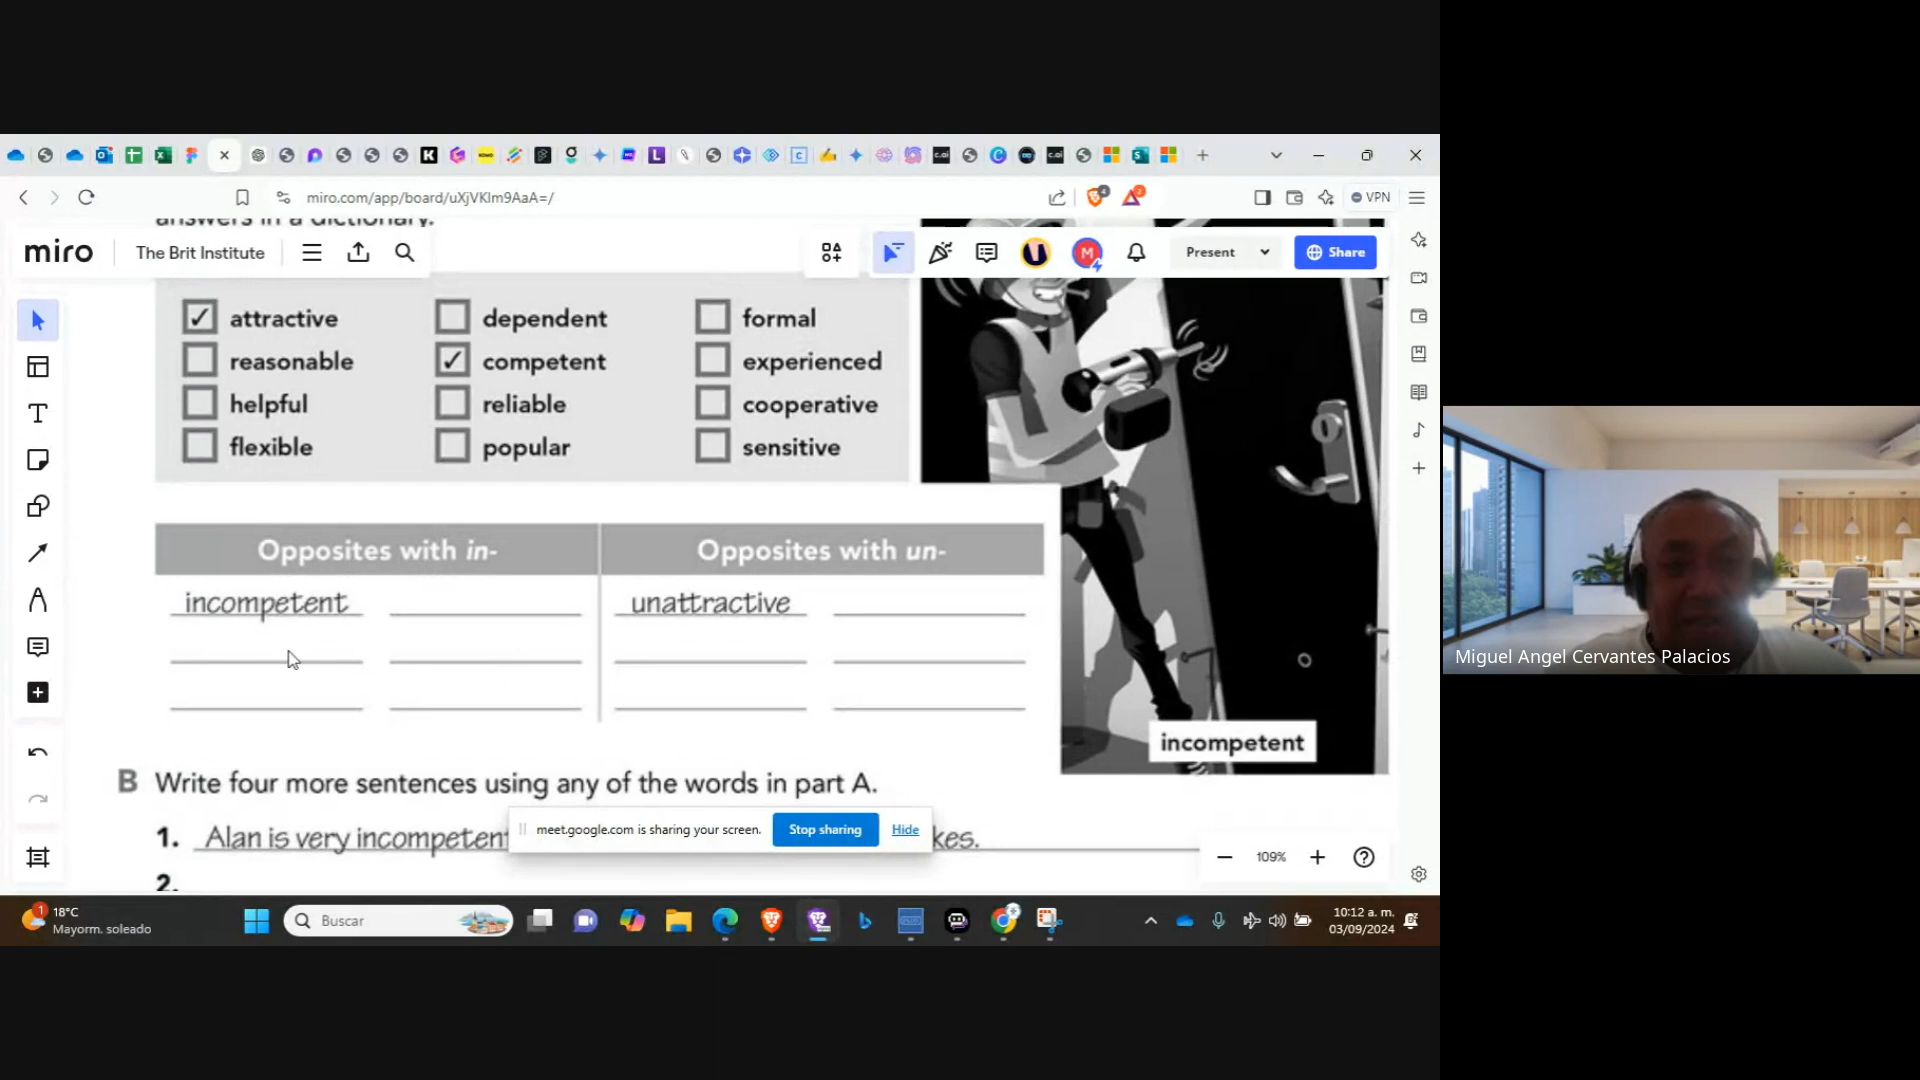 miro.com/app/board/uXjVKlm9AaA=/
VPN
answers in a dictionary.
miro
The Brit Institute
M
Present
Share
✓ attractive dependent formal
reasonable ✓ competent experienced
helpful reliable cooperative
flexible popular sensitive
Opposites with in- Opposites with un-
incompetent unattractive
incompetent
B Write four more sentences using any of the words in part A.
1. Alan is very incompetent kes.
2.
meet.google.com is sharing your screen.
Stop sharing
Hide
109%
Miguel Angel Cervantes Palacios
18°C
Mayorm. soleado
Buscar
10:12 a. m.
03/09/2024